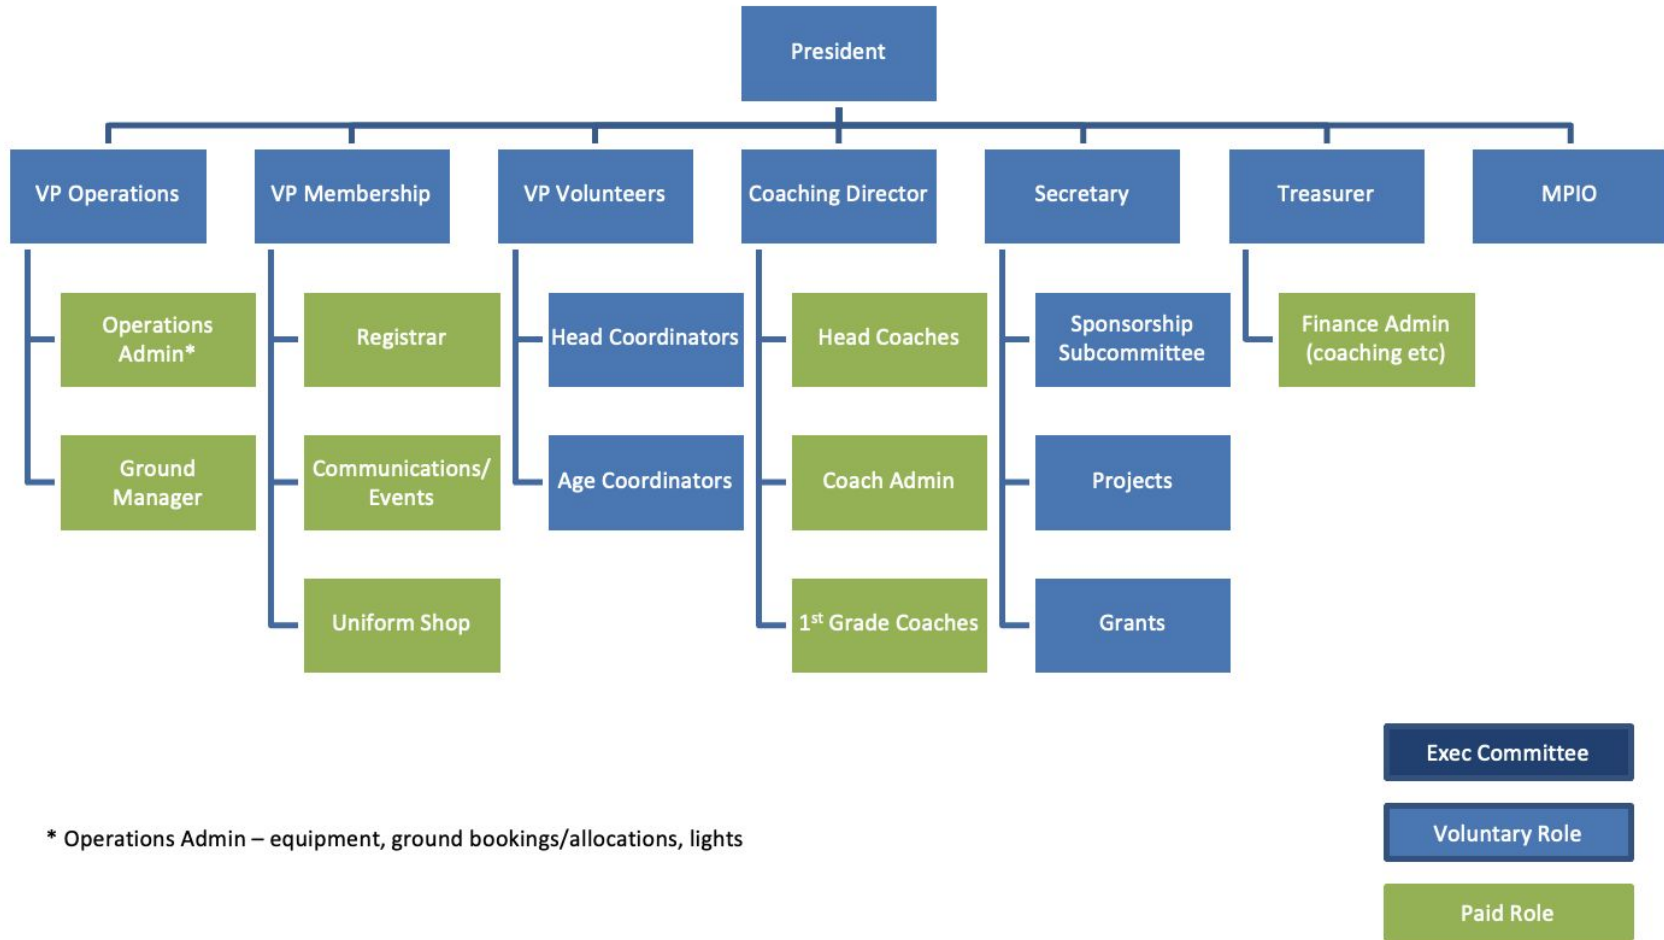 President
VP Operations
VP Membership
VP Volunteers
Coaching Director
Secretary
Treasurer
MPIO
Operations
Admin*
Registrar
Head Coordinators
Head Coaches
Sponsorship
Subcommittee
Finance Admin
(coaching etc)
Ground
Manager
Communications/
Events
Age Coordinators
Coach Admin
Projects
Uniform Shop
1st Grade Coaches
Grants
Exec Committee
* Operations Admin – equipment, ground bookings/allocations, lights
Voluntary Role
Paid Role